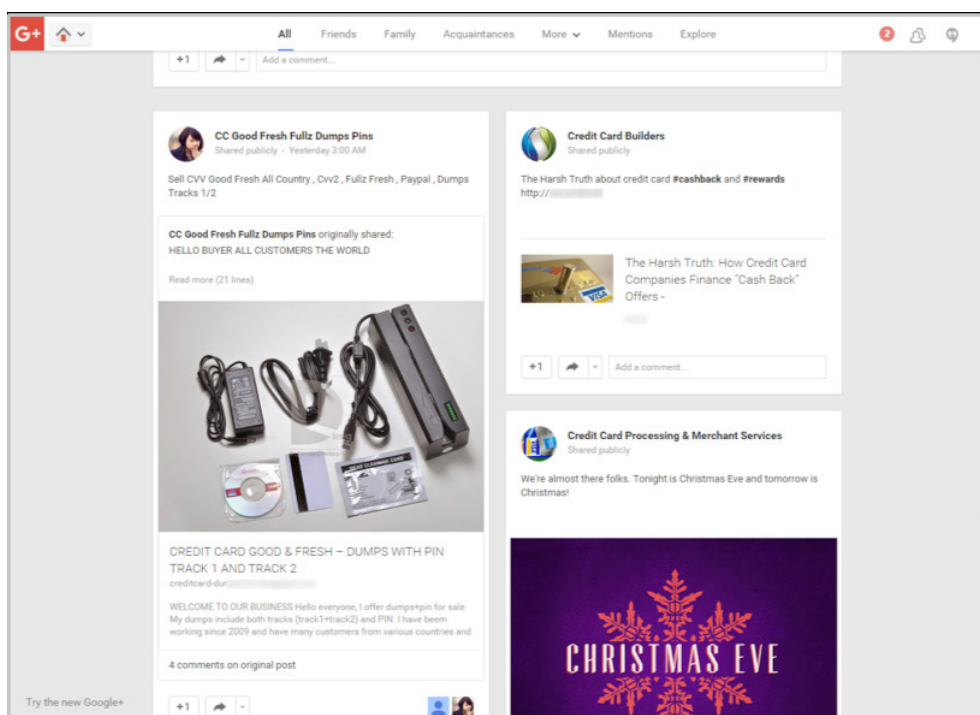 G+
All Friends Family Acquaintances More Mentions Explore
2
+1
Add a comment...
CC Good Fresh Fullz Dumps Pins
Shared publicly - Yesterday 3:00 AM
Sell CVV Good Fresh All Country , Cvv2 , Fullz Fresh , Paypal , Dumps
Tracks 1/2
CC Good Fresh Fullz Dumps Pins originally shared:
HELLO BUYER ALL CUSTOMERS THE WORLD
Read more (21 lines)
CREDIT CARD GOOD & FRESH – DUMPS WITH PIN
TRACK 1 AND TRACK 2
creditcard-dur
WELCOME TO OUR BUSINESS Hello everyone, I offer dumps+pin for sale
My dumps include both tracks (track1+track2) and PIN. I have beem
working since 2009 and have many customers from various countries and
4 comments on original post
+1
Credit Card Builders
Shared publicly
The Harsh Truth about credit card #cashback and #rewards
http://
VISA
The Harsh Truth: How Credit Card
Companies Finance “Cash Back”
Offers -
+1
Add a comment...
Credit Card Processing & Merchant Services
Shared publicly
We're almost there folks. Tonight is Christmas Eve and tomorrow is
Christmas!
CHRISTMAS EVE
Try the new Google+